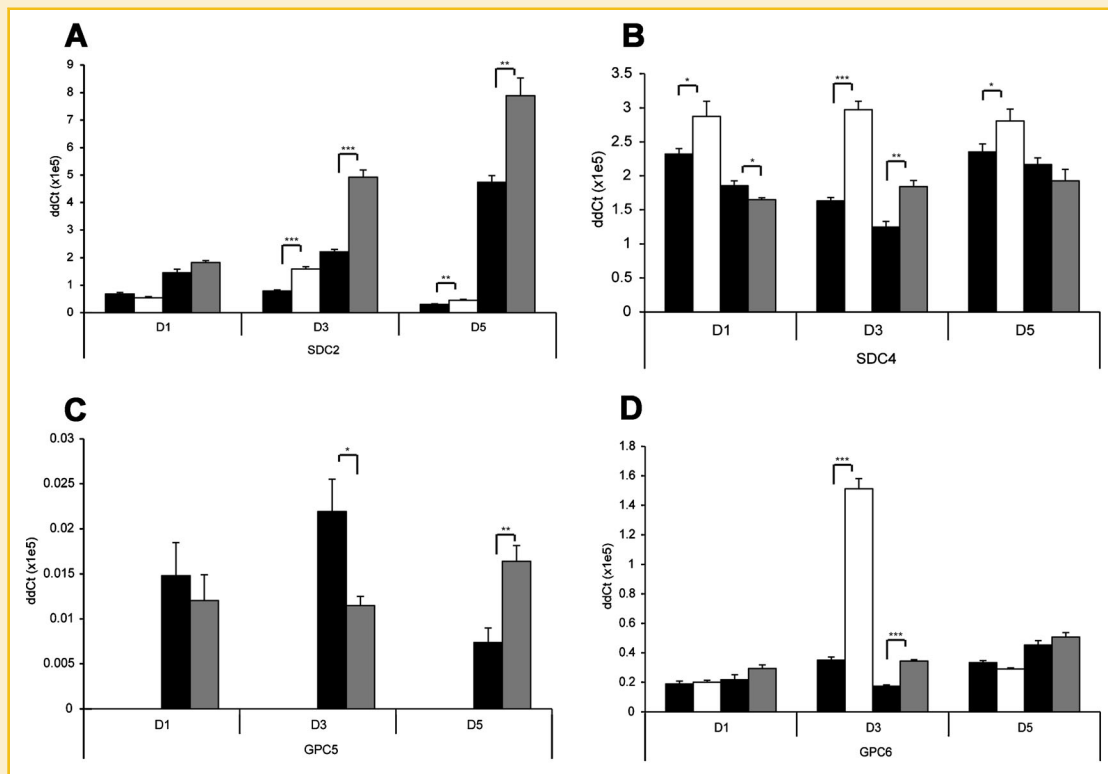 A
9
8
7
6
5
4
3
2
1
0
ddCt (x1e5)
***
**
***
**
D1
D3
D5
SDC2
B
3.5
3
2.5
2
1.5
1
0.5
0
ddCt (x1e5)
*
*
***
**
*
D1
D3
D5
SDC4
C
0.03
0.025
0.02
0.015
0.01
0.005
0
ddCt (x1e5)
*
**
D1
D3
D5
GPC5
D
1.8
1.6
1.4
1.2
1
0.8
0.6
0.4
0.2
0
ddCt (x1e5)
***
***
D1
D3
D5
GPC6